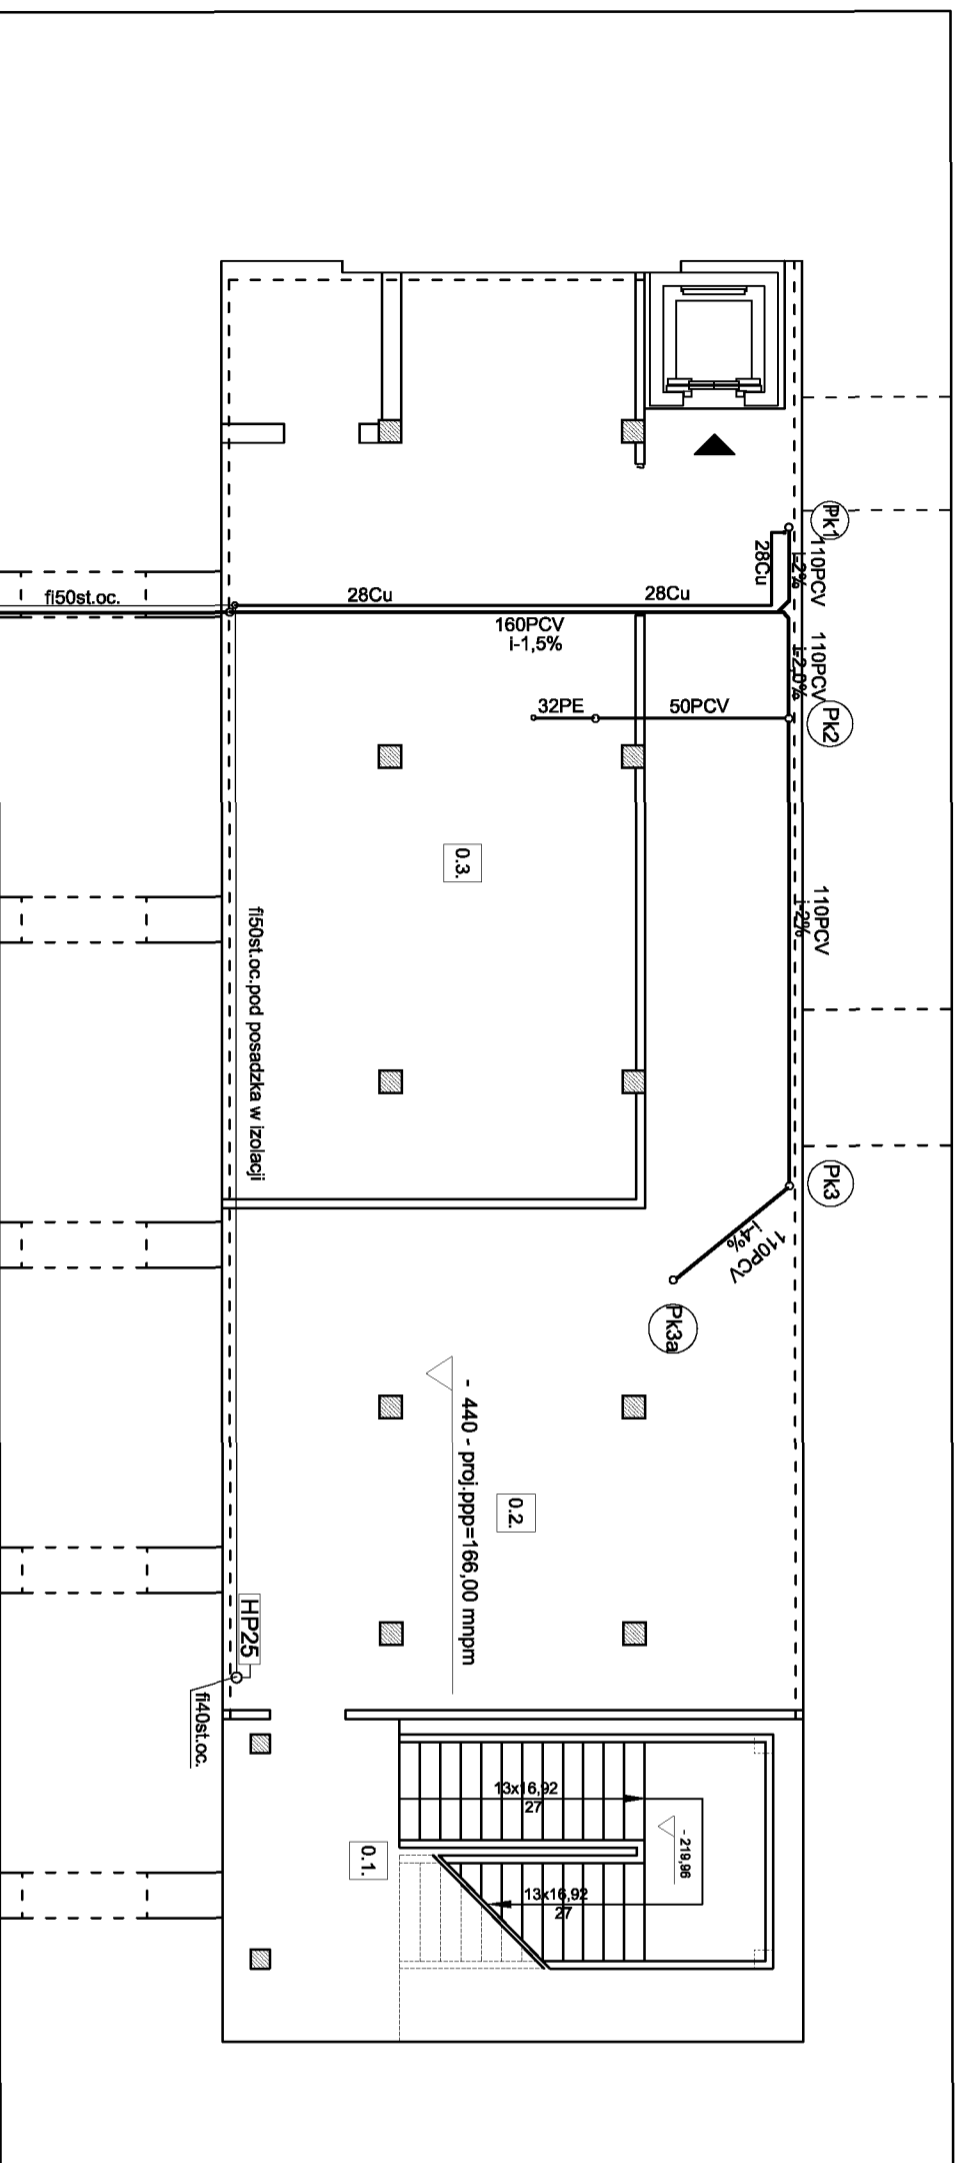 Pk1
110PCV
i-2%
28Cu
fi50st.oc.
28Cu
28Cu
160PCV
i-1,5%
110PCV
i-2,0%
Pk2
32PE
50PCV
0.3.
110PCV
i-2%
fi50st.oc.pod posadzka w izolacji
Pk3
110PCV
i-4%
Pk3a
- 440 - proj.ppp=166,00 mnpm
0.2.
HP25
fi40st.oc.
13x16,92
27
- 219,96
0.1.
13x16,92
27